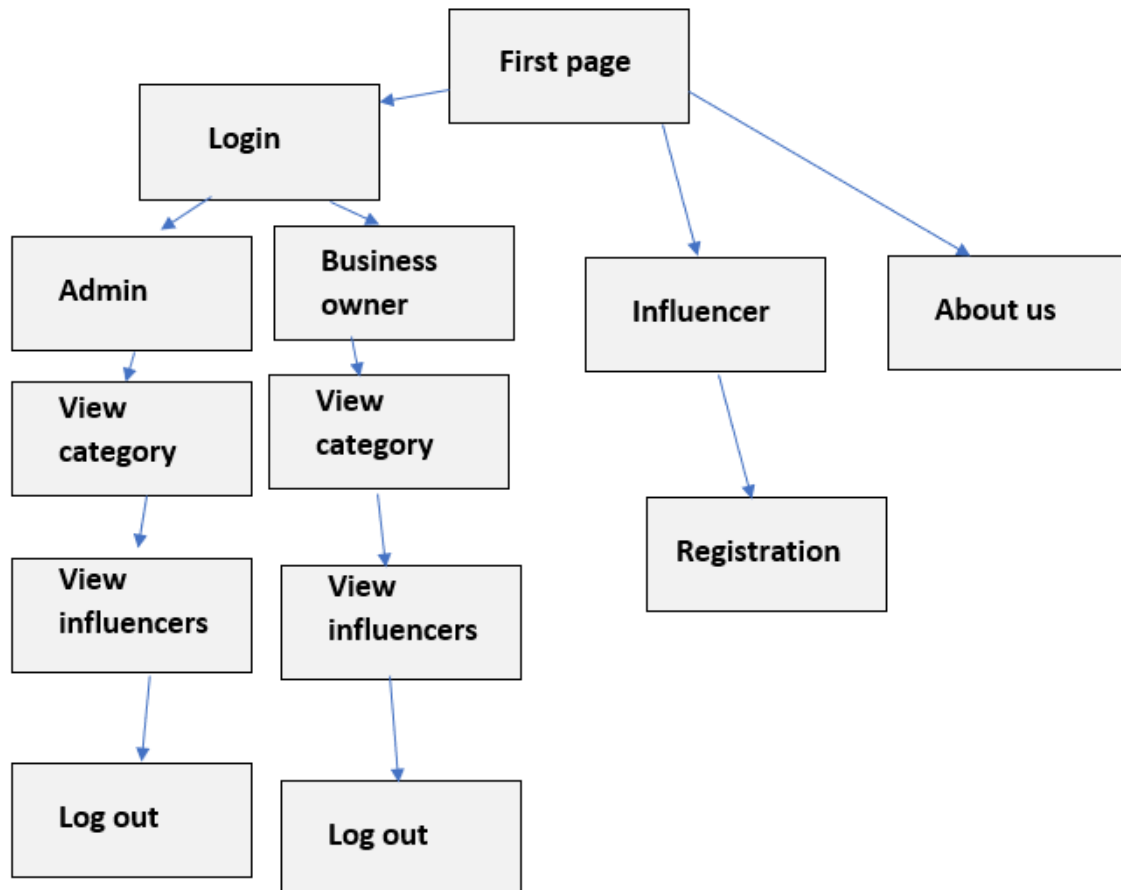 First page
Login
Admin
Business
owner
Influencer
About us
View
category
View
category
Registration
View
influencers
View
influencers
Log out
Log out